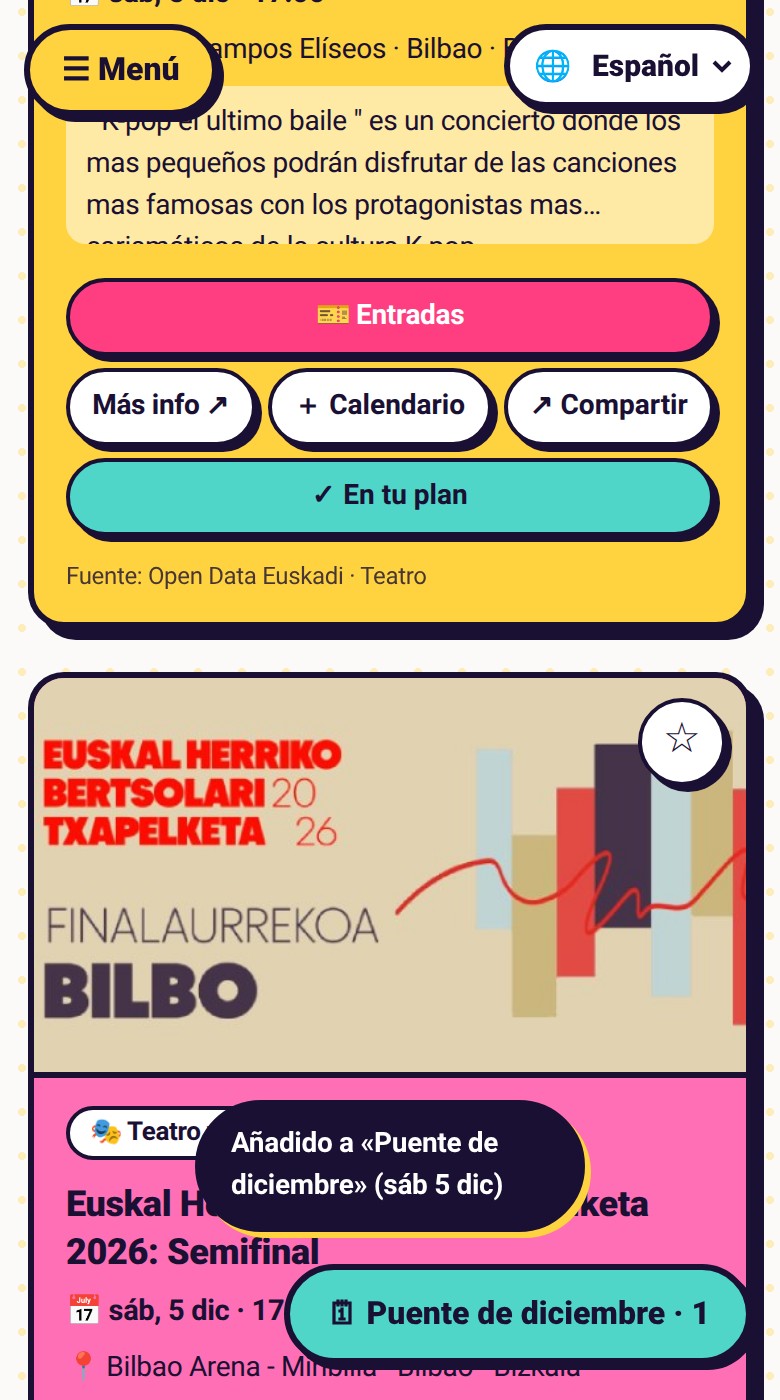 ☰ Menú
ampos Elíseos · Bilbao ·
🌐 Español
K-pop el ultimo baile " es un concierto donde los
mas pequeños podrán disfrutar de las canciones
mas famosas con los protagonistas mas...
🎫 Entradas
Más info ↗
+ Calendario
↗ Compartir
✓ En tu plan
Fuente: Open Data Euskadi · Teatro
☆
EUSKAL HERRIKO
BERTSOLARI 20
TXAPELKETA 26
FINALAURREKOA
BILBO
🎭 Teatro
Añadido a «Puente de
diciembre» (sáb 5 dic)
Euskal
keta
2026: Semifinal
📅 sáb, 5 dic · 17
🗓 Puente de diciembre · 1
📍 Bilbao Arena - Miribilla · Bilbao · Bizkaia